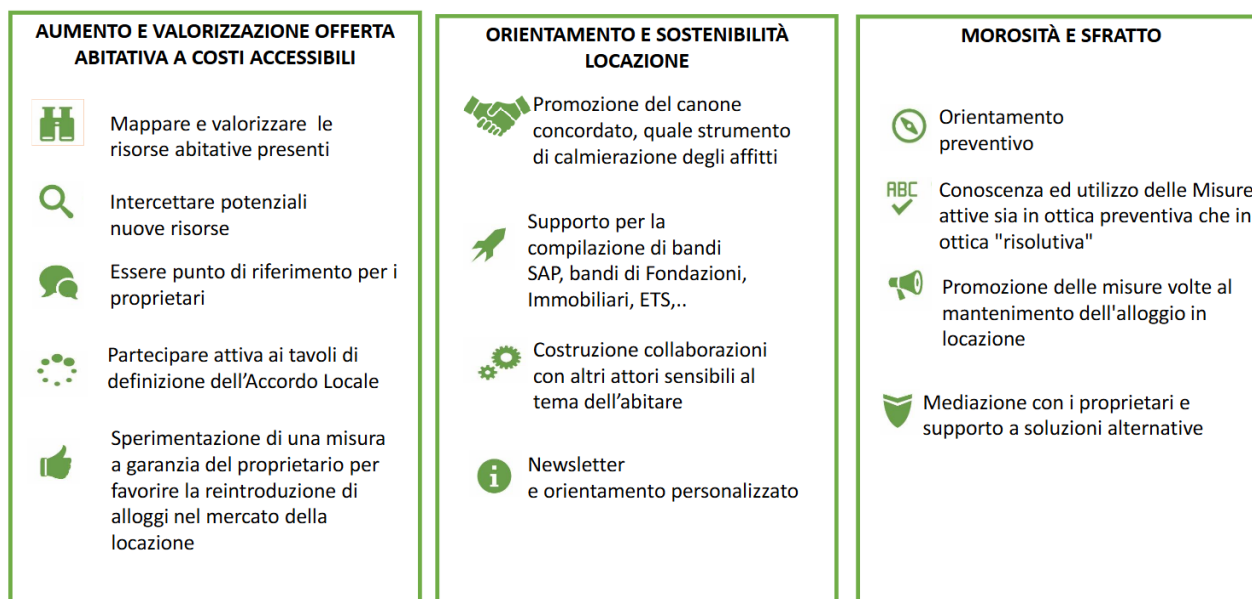 AUMENTO E VALORIZZAZIONE OFFERTA
ABITATIVA A COSTI ACCESSIBILI
Mappare e valorizzare le
risorse abitative presenti
Intercettare potenziali
nuove risorse
Essere punto di riferimento per i
proprietari
Partecipare attiva ai tavoli di
definizione dell'Accordo Locale
Sperimentazione di una misura
a garanzia del proprietario per
favorire la reintroduzione di
alloggi nel mercato della
locazione
ORIENTAMENTO E SOSTENIBILITÀ
LOCAZIONE
Promozione del canone
concordato, quale strumento
di calmierazione degli affitti
Supporto per la
compilazione di bandi
SAP, bandi di Fondazioni,
Immobiliari, ETS,..
Costruzione collaborazioni
con altri attori sensibili al
tema dell'abitare
Newsletter
e orientamento personalizzato
MOROSITÀ E SFRATTO
Orientamento
preventivo
ABC
Conoscenza ed utilizzo delle Misure
attive sia in ottica preventiva che in
ottica "risolutiva"
Promozione delle misure volte al
mantenimento dell'alloggio in
locazione
Mediazione con i proprietari e
supporto a soluzioni alternative